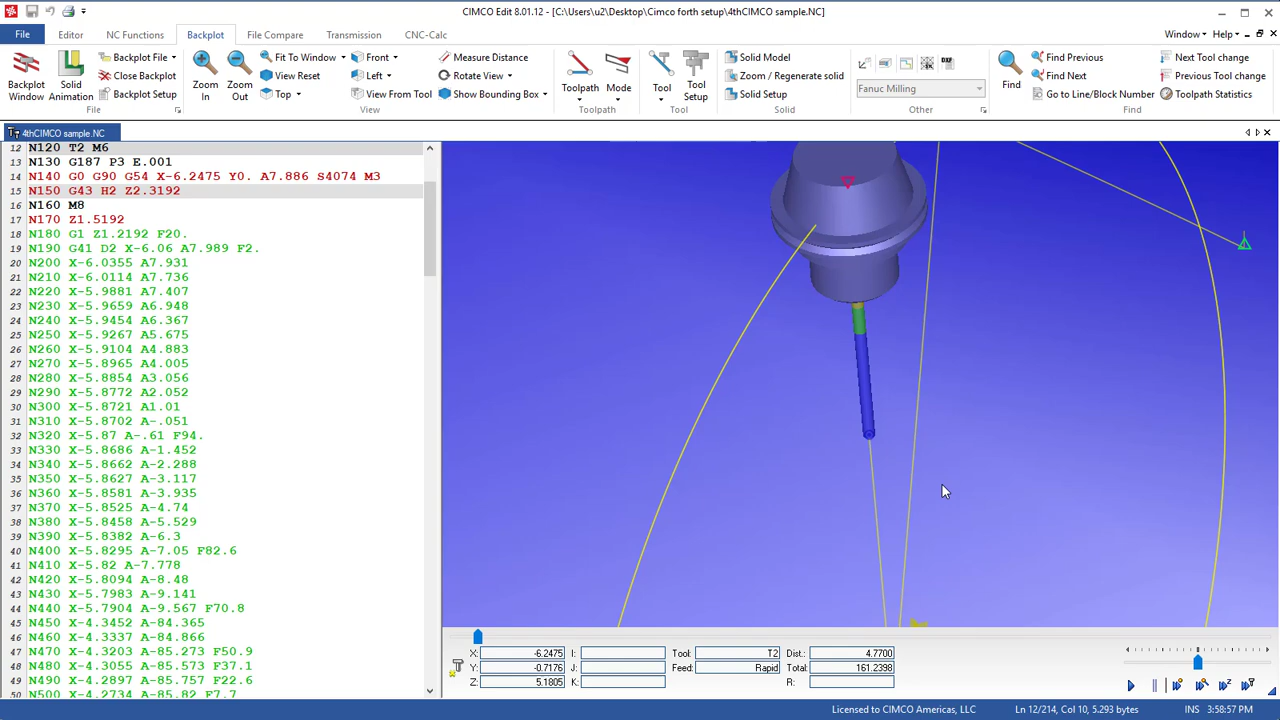 CIMCO Edit 8.01.12 - [C:\Users\u2\Desktop\Cimco forth setup\4thCIMCO sample.NC]
File Editor NC Functions Backplot File Compare Transmission CNC-Calc Window Help
Backplot Window
Solid Animation
Backplot File
Close Backplot
Backplot Setup
File
Zoom In
Zoom Out
Fit To Window
View Reset
Top
Front
Left
View From Tool
Measure Distance
Rotate View
Show Bounding Box
View
Toolpath
Mode
Toolpath
Tool
Tool Setup
Tool
Solid Model
Zoom / Regenerate solid
Solid Setup
Solid
DXF
Fanuc Milling
Other
Find
Find Previous
Find Next
Go to Line/Block Number
Next Tool change
Previous Tool change
Toolpath Statistics
Find
4thCIMCO sample.NC
12 N120 T2 M6
13 N130 G187 P3 E.001
14 N140 G0 G90 G54 X-6.2475 Y0. A7.886 S4074 M3
15 N150 G43 H2 Z2.3192
16 N160 M8
17 N170 Z1.5192
18 N180 G1 Z1.2192 F20.
19 N190 G41 D2 X-6.06 A7.989 F2.
20 N200 X-6.0355 A7.931
21 N210 X-6.0114 A7.736
22 N220 X-5.9881 A7.407
23 N230 X-5.9659 A6.948
24 N240 X-5.9454 A6.367
25 N250 X-5.9267 A5.675
26 N260 X-5.9104 A4.883
27 N270 X-5.8965 A4.005
28 N280 X-5.8854 A3.056
29 N290 X-5.8772 A2.052
30 N300 X-5.8721 A1.01
31 N310 X-5.8702 A-.051
32 N320 X-5.87 A-.61 F94.
33 N330 X-5.8686 A-1.452
34 N340 X-5.8662 A-2.288
35 N350 X-5.8627 A-3.117
36 N360 X-5.8581 A-3.935
37 N370 X-5.8525 A-4.74
38 N380 X-5.8458 A-5.529
39 N390 X-5.8382 A-6.3
40 N400 X-5.8295 A-7.05 F82.6
41 N410 X-5.82 A-7.778
42 N420 X-5.8094 A-8.48
43 N430 X-5.7983 A-9.141
44 N440 X-5.7904 A-9.567 F70.8
45 N450 X-4.3452 A-84.365
46 N460 X-4.3337 A-84.866
47 N470 X-4.3203 A-85.273 F50.9
48 N480 X-4.3055 A-85.573 F37.1
49 N490 X-4.2897 A-85.757 F22.6
50 N500 X-4.2734 A-85.82 F7.7
X: -6.2475 I: Tool: T2 Dist.: 4.7700
Y: -0.7176 J: Feed: Rapid Total: 161.2398
Z: 5.1805 K: R:
Licensed to CIMCO Americas, LLC Ln 12/214, Col 10, 5.293 bytes INS 3:58:57 PM